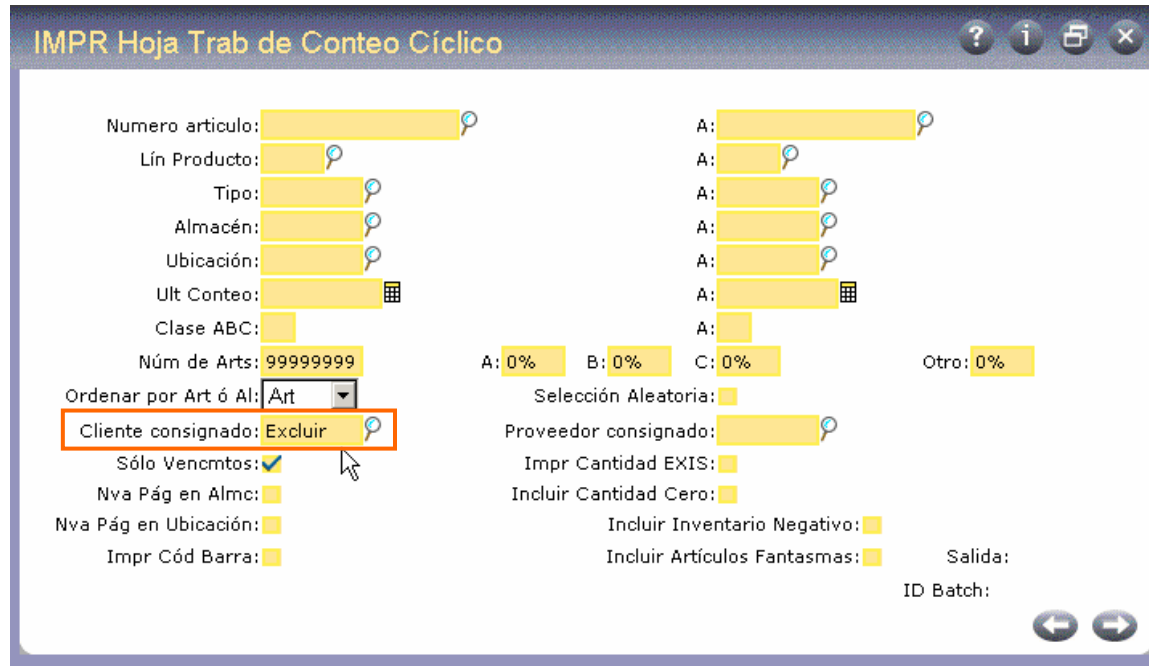 IMPR Hoja Trab de Conteo Cíclico
Numero articulo: A:
Lín Producto: A:
Tipo: A:
Almacén: A:
Ubicación: A:
Ult Conteo: A:
Clase ABC: A:
Núm de Arts: 99999999 A: 0% B: 0% C: 0% Otro: 0%
Ordenar por Art ó Al: Art Selección Aleatoria:
Cliente consignado: Excluir Proveedor consignado:
Sólo Vencmtos: Impr Cantidad EXIS:
Nva Pág en Almc: Incluir Cantidad Cero:
Nva Pág en Ubicación: Incluir Inventario Negativo:
Impr Cód Barra: Incluir Artículos Fantasmas: Salida:
ID Batch: